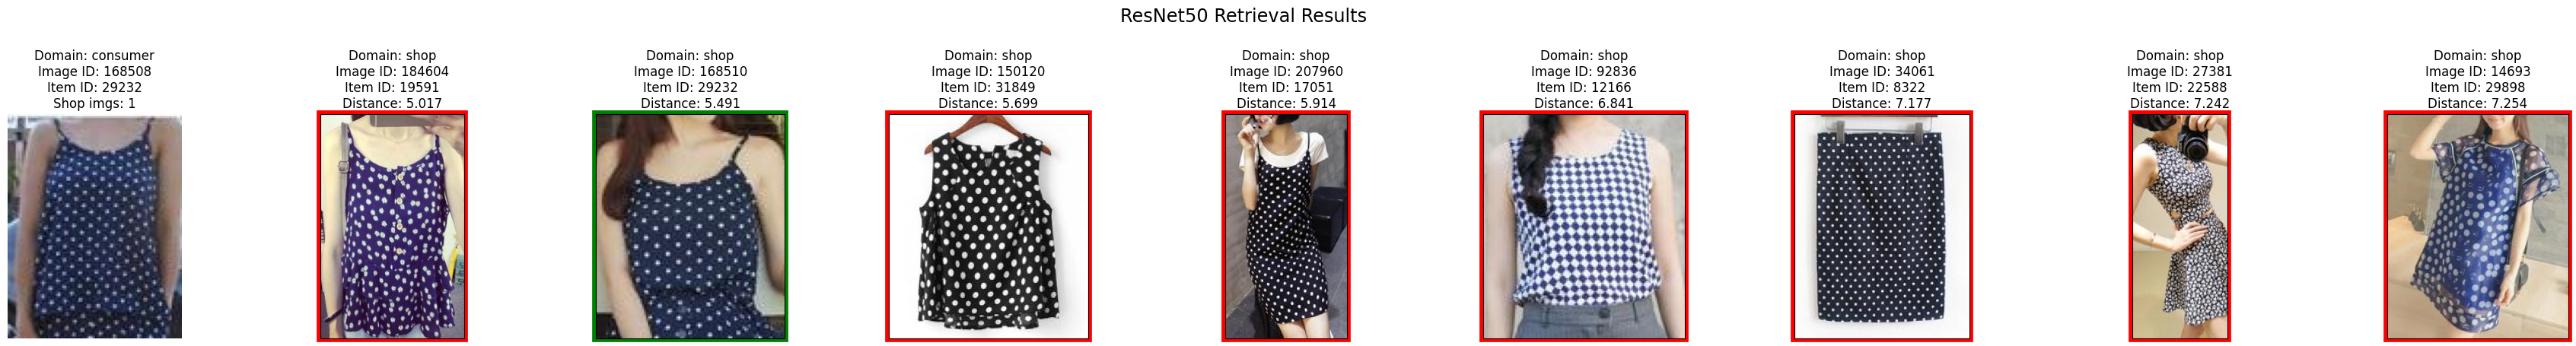 ResNet50 Retrieval Results
Domain: consumer
Image ID: 168508
Item ID: 29232
Shop imgs: 1
Domain: shop
Image ID: 184604
Item ID: 19591
Distance: 5.017
Domain: shop
Image ID: 168510
Item ID: 29232
Distance: 5.491
Domain: shop
Image ID: 150120
Item ID: 31849
Distance: 5.699
Domain: shop
Image ID: 207960
Item ID: 17051
Distance: 5.914
Domain: shop
Image ID: 92836
Item ID: 12166
Distance: 6.841
Domain: shop
Image ID: 34061
Item ID: 8322
Distance: 7.177
Domain: shop
Image ID: 27381
Item ID: 22588
Distance: 7.242
Domain: shop
Image ID: 14693
Item ID: 29898
Distance: 7.254